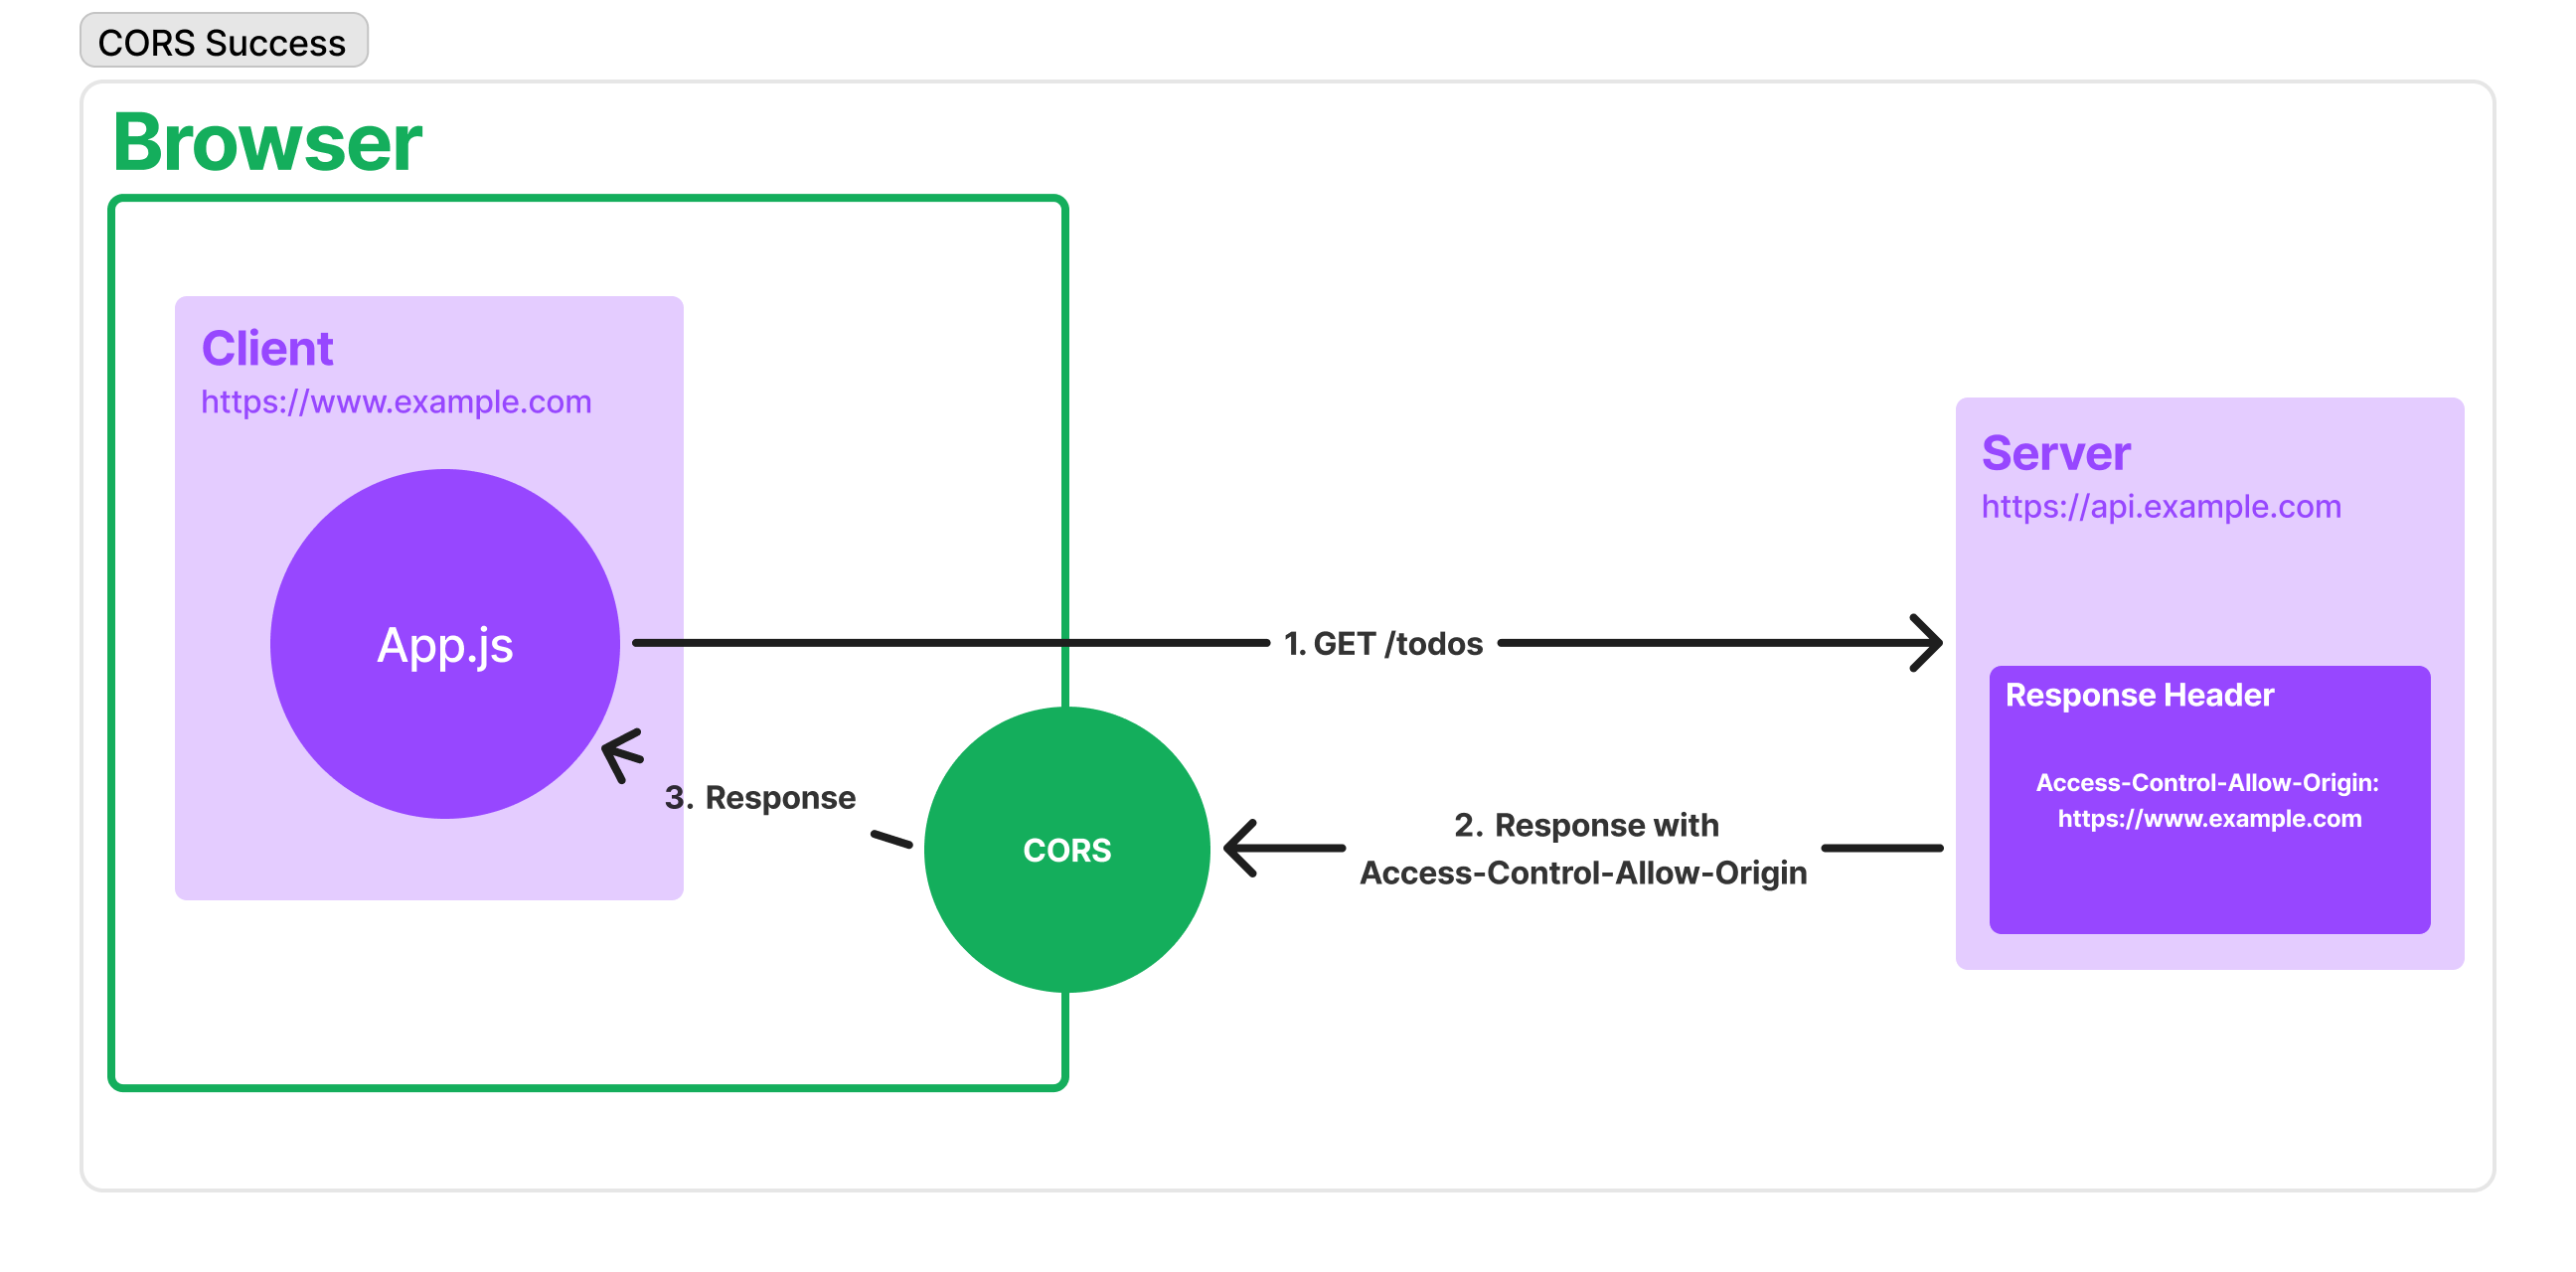 CORS Success
Browser
Client
https://www.example.com
App.js
1. GET /todos
Server
https://api.example.com
Response Header
Access-Control-Allow-Origin:
https://www.example.com
2. Response with
Access-Control-Allow-Origin
CORS
3. Response